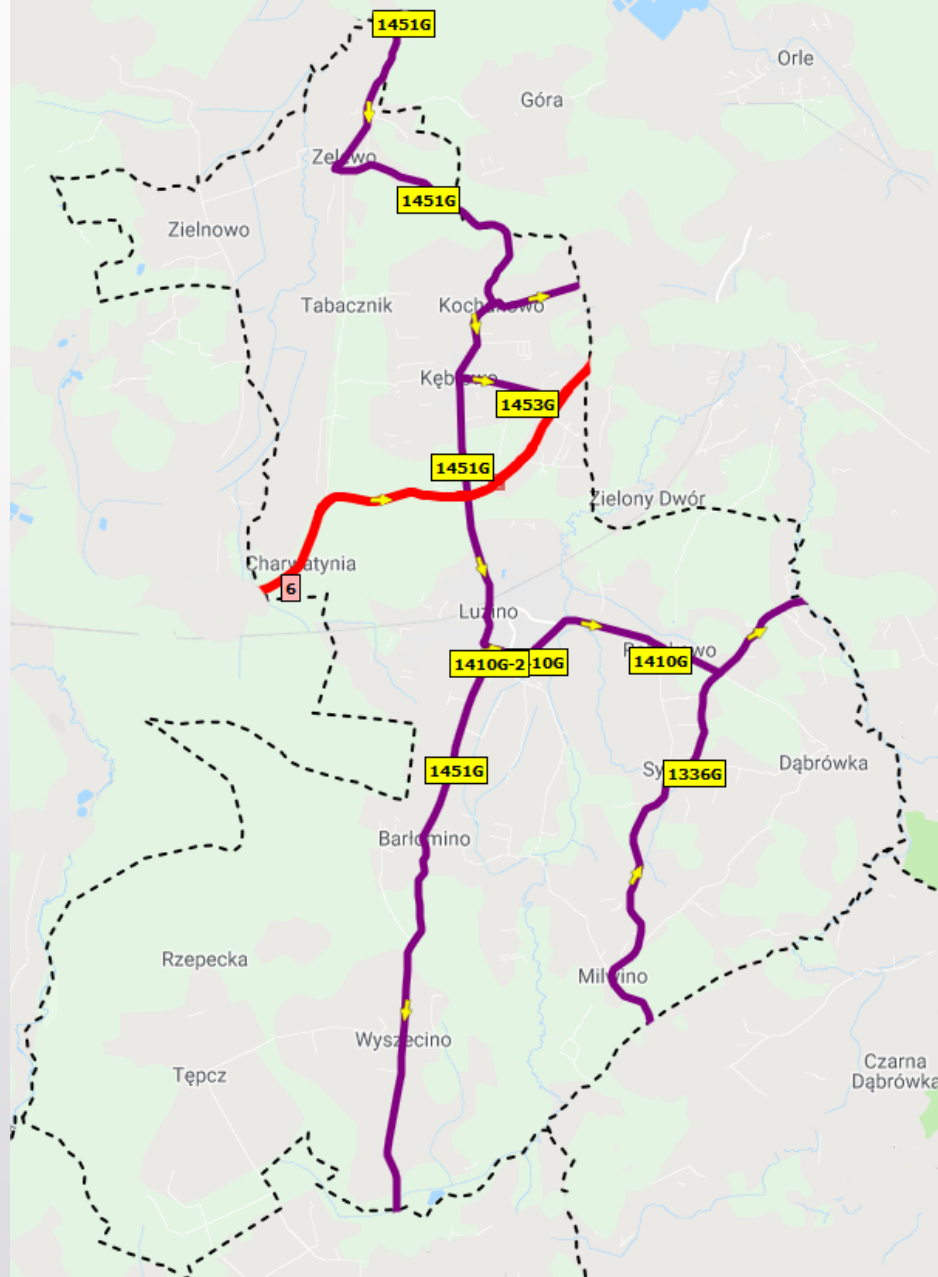 1451G
Orle
Góra
Zelewo
1451G
Zielnowo
Tabacznik
Kochanowo
Kębłowo
1453G
1451G
Zielony Dwór
Charwatynia
6
Luzino
1410G-2
10G
1410G
1451G
Sy
1336G
Dąbrówka
Barłomino
Rzepecka
Milwino
Wyszecino
Tępcz
Czarna
Dąbrówka